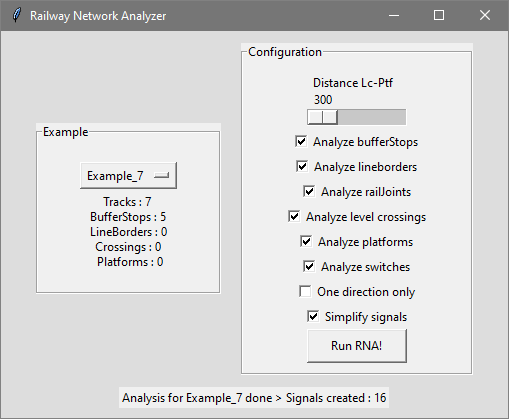 Railway Network Analyzer
Example
Example_7
Tracks : 7
BufferStops : 5
LineBorders : 0
Crossings : 0
Platforms : 0
Configuration
Distance Lc-Ptf
300
Analyze bufferStops
Analyze lineborders
Analyze railJoints
Analyze level crossings
Analyze platforms
Analyze switches
One direction only
Simplify signals
Run RNA!
Analysis for Example_7 done > Signals created : 16